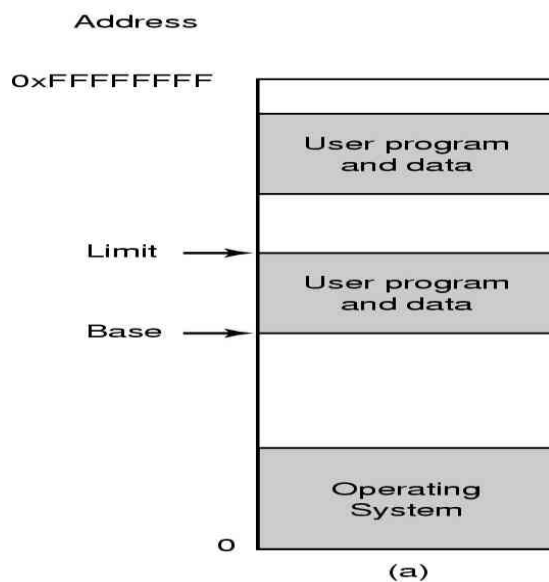 Address
0xFFFFFFFF
User program
and data
Limit
User program
and data
Base
Operating
System
0
(a)